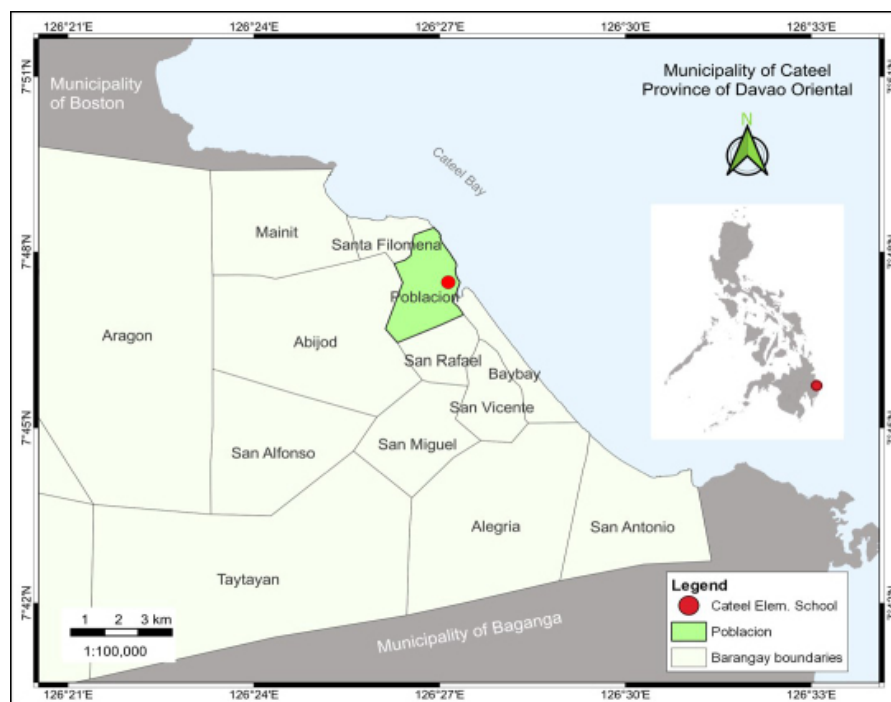 126°21'E
126°24'E
126°27'E
126°30'E
126°33'E
7°51'N
Municipality
of Boston
Municipality of Cateel
Province of Davao Oriental
N
Cateel Bay
Mainit
Santa Filomena
7°48'N
Poblacion
Aragon
Abijod
San Rafael
Baybay
San Vicente
7°45'N
San Alfonso
San Miguel
Alegria
San Antonio
Taytayan
7°42'N
Municipality of Baganga
1 2 3 km
1:100,000
Legend
Cateel Elem. School
Poblacion
Barangay boundaries
126°21'E
126°24'E
126°27'E
126°30'E
126°33'E